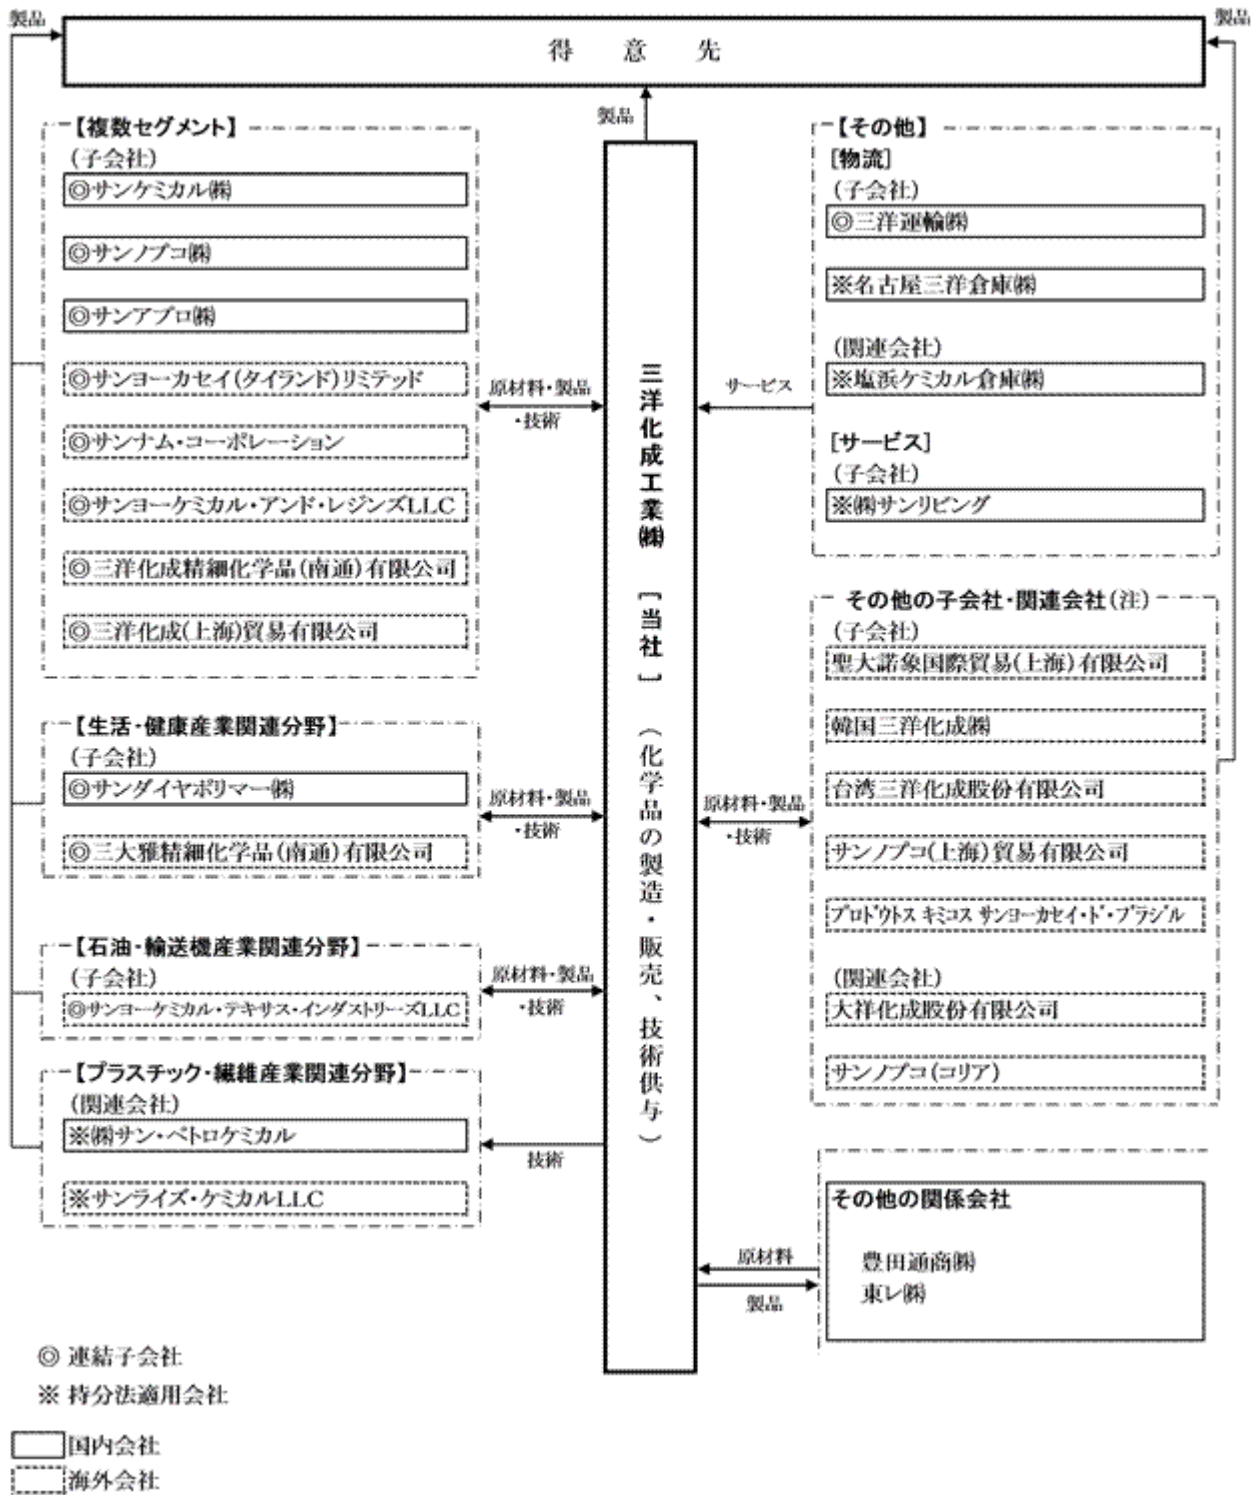 製品
製品
得意先
製品
【複数セグメント】
(子会社)
◎サンケミカル㈱
◎サンノプコ㈱
◎サンアプロ㈱
◎サンヨーカセイ(タイランド)リミテッド
◎サンナム・コーポレーション
◎サンヨーケミカル・アンド・レジンズLLC
◎三洋化成精細化学品(南通)有限公司
◎三洋化成(上海)貿易有限公司
原材料・製品
・技術
【生活・健康産業関連分野】
(子会社)
◎サンダイヤポリマー㈱
◎三大雅精細化学品(南通)有限公司
原材料・製品
・技術
【石油・輸送機産業関連分野】
(子会社)
◎サンヨーケミカル・テキサス・インダストリーズLLC
原材料・製品
・技術
【プラスチック・繊維産業関連分野】
(関連会社)
※㈱サン・ペトロケミカル
※サンライズ・ケミカルLLC
技術
三洋化成工業㈱ [当社] (化学品の製造・販売、技術供与)
【その他】
[物流]
(子会社)
◎三洋運輸㈱
※名古屋三洋倉庫㈱
(関連会社)
※塩浜ケミカル倉庫㈱
[サービス]
(子会社)
※㈱サンリビング
サービス
その他の子会社・関連会社(注)
(子会社)
聖大諾象国際貿易(上海)有限公司
韓国三洋化成㈱
台湾三洋化成股份有限公司
サンノプコ(上海)貿易有限公司
プロドゥトス キミコス サンヨーカセイ・ド・ブラジル
(関連会社)
大祥化成股份有限公司
サンノプコ(コリア)
原材料・製品
・技術
その他の関係会社
豊田通商㈱
東レ㈱
原材料
製品
◎ 連結子会社
※ 持分法適用会社
国内会社
海外会社